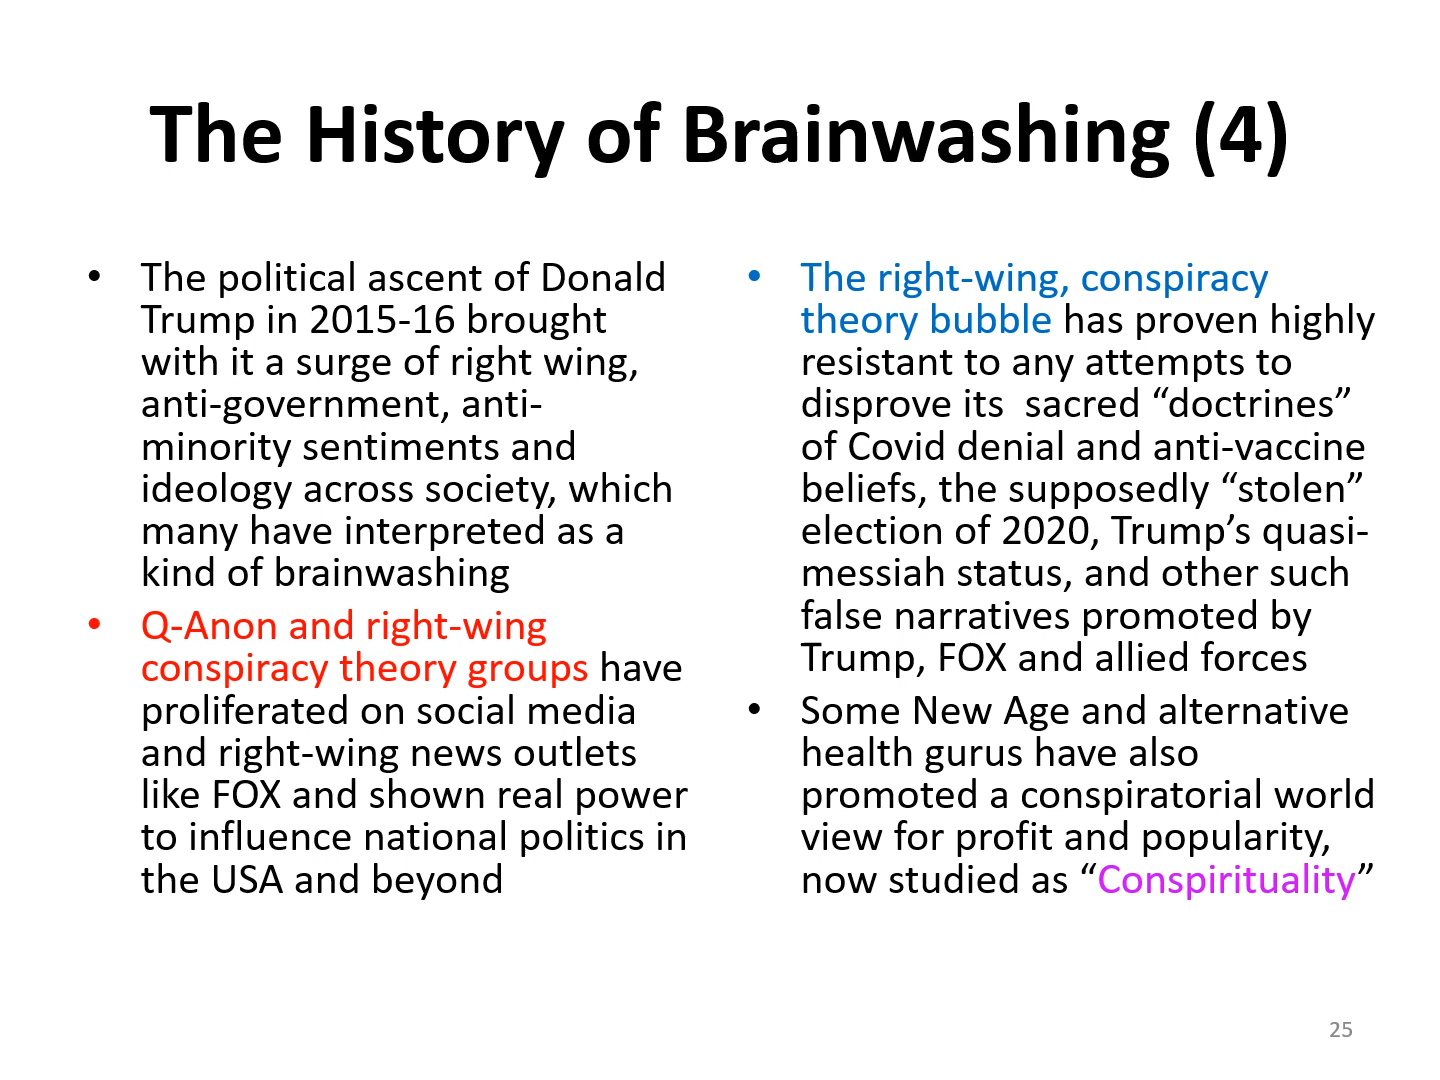 The History of Brainwashing (4)
• The political ascent of Donald
Trump in 2015-16 brought
with it a surge of right wing,
anti-government, anti-
minority sentiments and
ideology across society, which
many have interpreted as a
kind of brainwashing
• Q-Anon and right-wing
conspiracy theory groups have
proliferated on social media
and right-wing news outlets
like FOX and shown real power
to influence national politics in
the USA and beyond
• The right-wing, conspiracy
theory bubble has proven highly
resistant to any attempts to
disprove its  sacred “doctrines”
of Covid denial and anti-vaccine
beliefs, the supposedly “stolen”
election of 2020, Trump’s quasi-
messiah status, and other such
false narratives promoted by
Trump, FOX and allied forces
• Some New Age and alternative
health gurus have also
promoted a conspiratorial world
view for profit and popularity,
now studied as “Conspirituality”
25